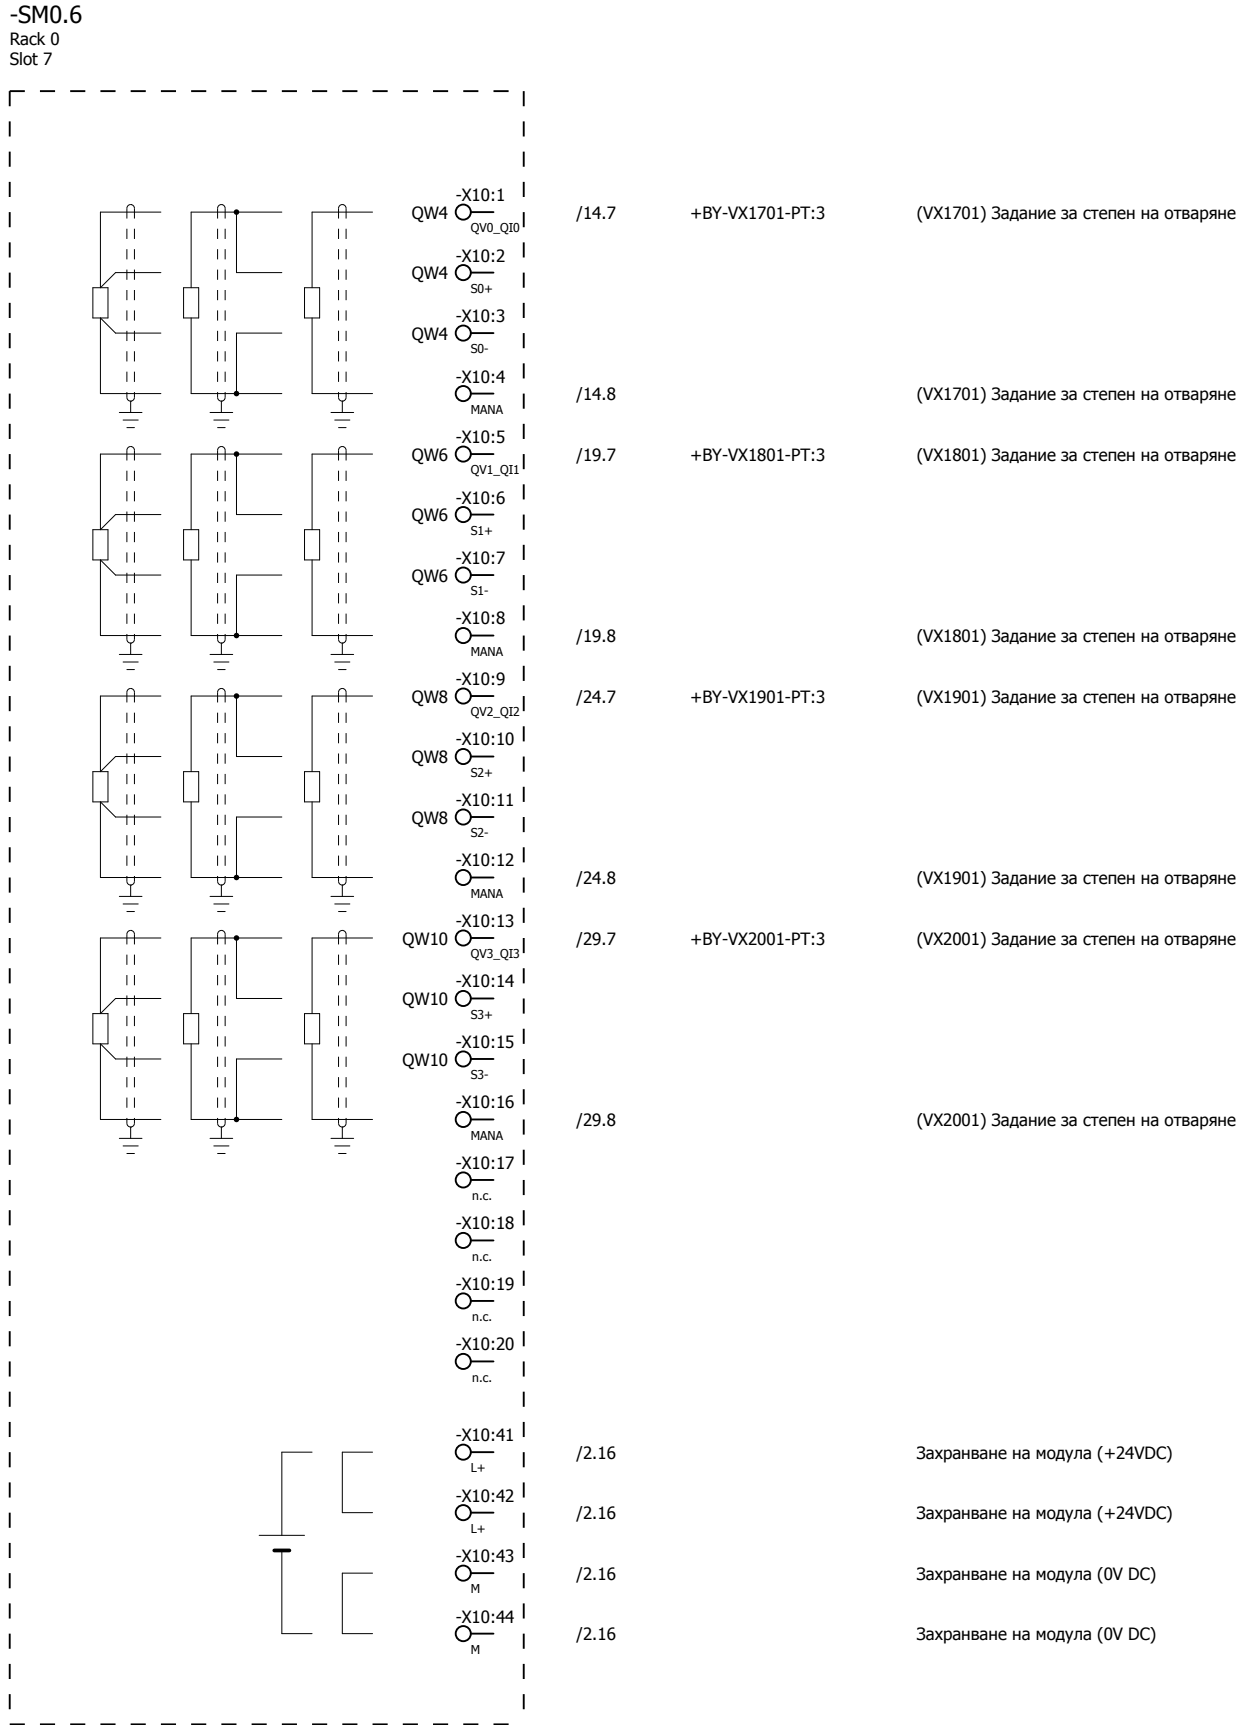 -SM0.6
Rack 0
Slot 7
-X10:1
QW4 /14.7 +BY-VX1701-PT:3 (VX1701) Задание за степен на отваряне
QV0_QI0
-X10:2
QW4
S0+
-X10:3
QW4
S0-
-X10:4
/14.8 (VX1701) Задание за степен на отваряне
MANA
-X10:5
QW6 /19.7 +BY-VX1801-PT:3 (VX1801) Задание за степен на отваряне
QV1_QI1
-X10:6
QW6
S1+
-X10:7
QW6
S1-
-X10:8
/19.8 (VX1801) Задание за степен на отваряне
MANA
-X10:9
QW8 /24.7 +BY-VX1901-PT:3 (VX1901) Задание за степен на отваряне
QV2_QI2
-X10:10
QW8
S2+
-X10:11
QW8
S2-
-X10:12
/24.8 (VX1901) Задание за степен на отваряне
MANA
-X10:13
QW10 /29.7 +BY-VX2001-PT:3 (VX2001) Задание за степен на отваряне
QV3_QI3
-X10:14
QW10
S3+
-X10:15
QW10
S3-
-X10:16
/29.8 (VX2001) Задание за степен на отваряне
MANA
-X10:17
n.c.
-X10:18
n.c.
-X10:19
n.c.
-X10:20
n.c.
-X10:41
/2.16 Захранване на модула (+24VDC)
L+
-X10:42
/2.16 Захранване на модула (+24VDC)
L+
-X10:43
/2.16 Захранване на модула (0V DC)
M
-X10:44
/2.16 Захранване на модула (0V DC)
M